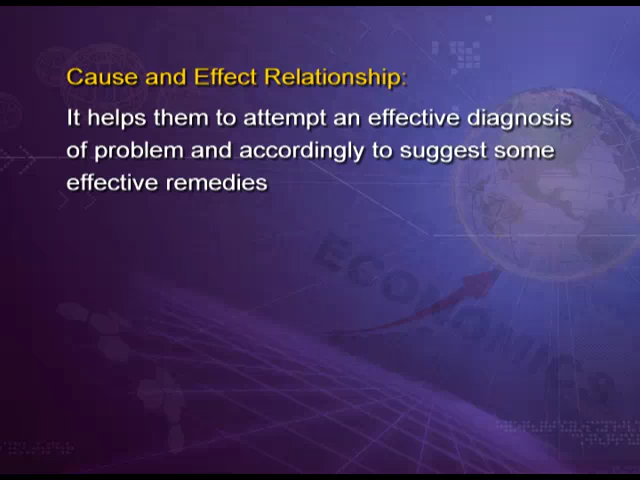 Cause and Effect Relationship:
It helps them to attempt an effective diagnosis
of problem and accordingly to suggest some
effective remedies
ECONOMICS